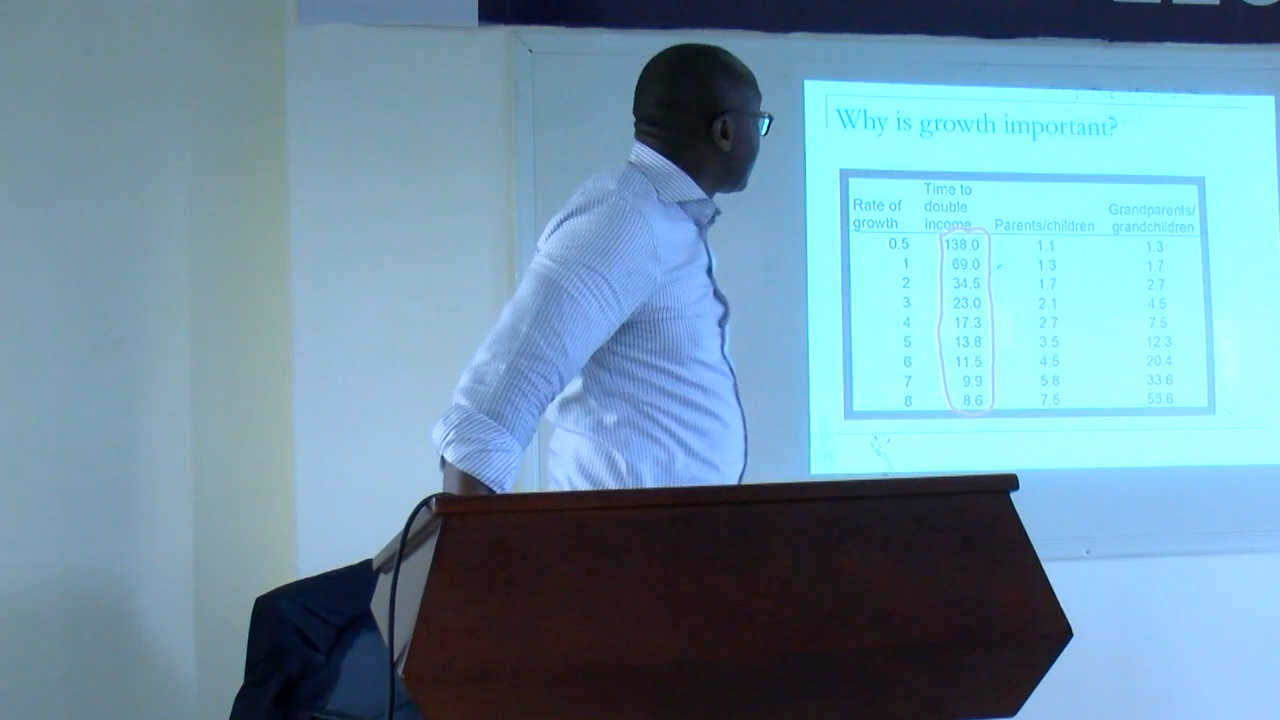 Why is growth important?
Time to
Rate of double Grandparents/
growth income Parents/children grandchildren
0.5 138.0 1.1 1.3
1 69.0 1.3 1.7
2 34.5 1.7 2.7
3 23.0 2.1 4.5
4 17.3 2.7 7.5
5 13.8 3.5 12.3
6 11.5 4.5 20.4
7 9.9 5.8 33.6
8 8.6 7.5 55.6